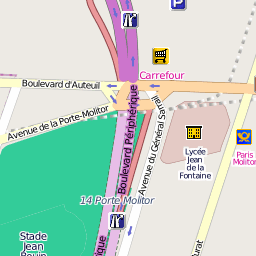 Carrefour
Boulevard d'Auteuil
Boulevard Périphérique
Avenue de la Porte-Molitor
Avenue du Général Sarrail
Lycée
Jean
de la
Fontaine
Paris
Molitor
14 Porte Molitor
Stade
Jean
Bouin